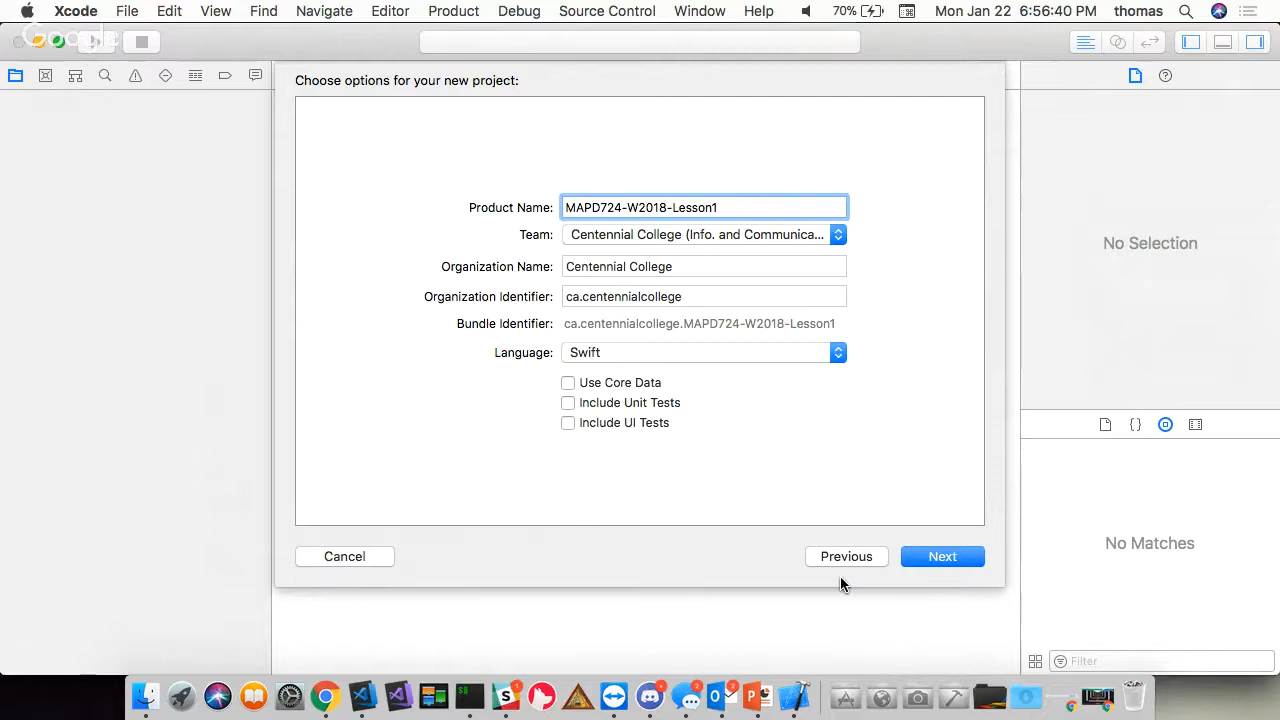 Xcode File Edit View Find Navigate Editor Product Debug Source Control Window Help 70% Mon Jan 22 6:56:40 PM thomas
Google
Choose options for your new project:
Product Name: MAPD724-W2018-Lesson1
Team: Centennial College (Info. and Communica...
Organization Name: Centennial College
Organization Identifier: ca.centennialcollege
Bundle Identifier: ca.centennialcollege.MAPD724-W2018-Lesson1
Language: Swift
Use Core Data
Include Unit Tests
Include UI Tests
Cancel Previous Next
No Selection
No Matches
Filter